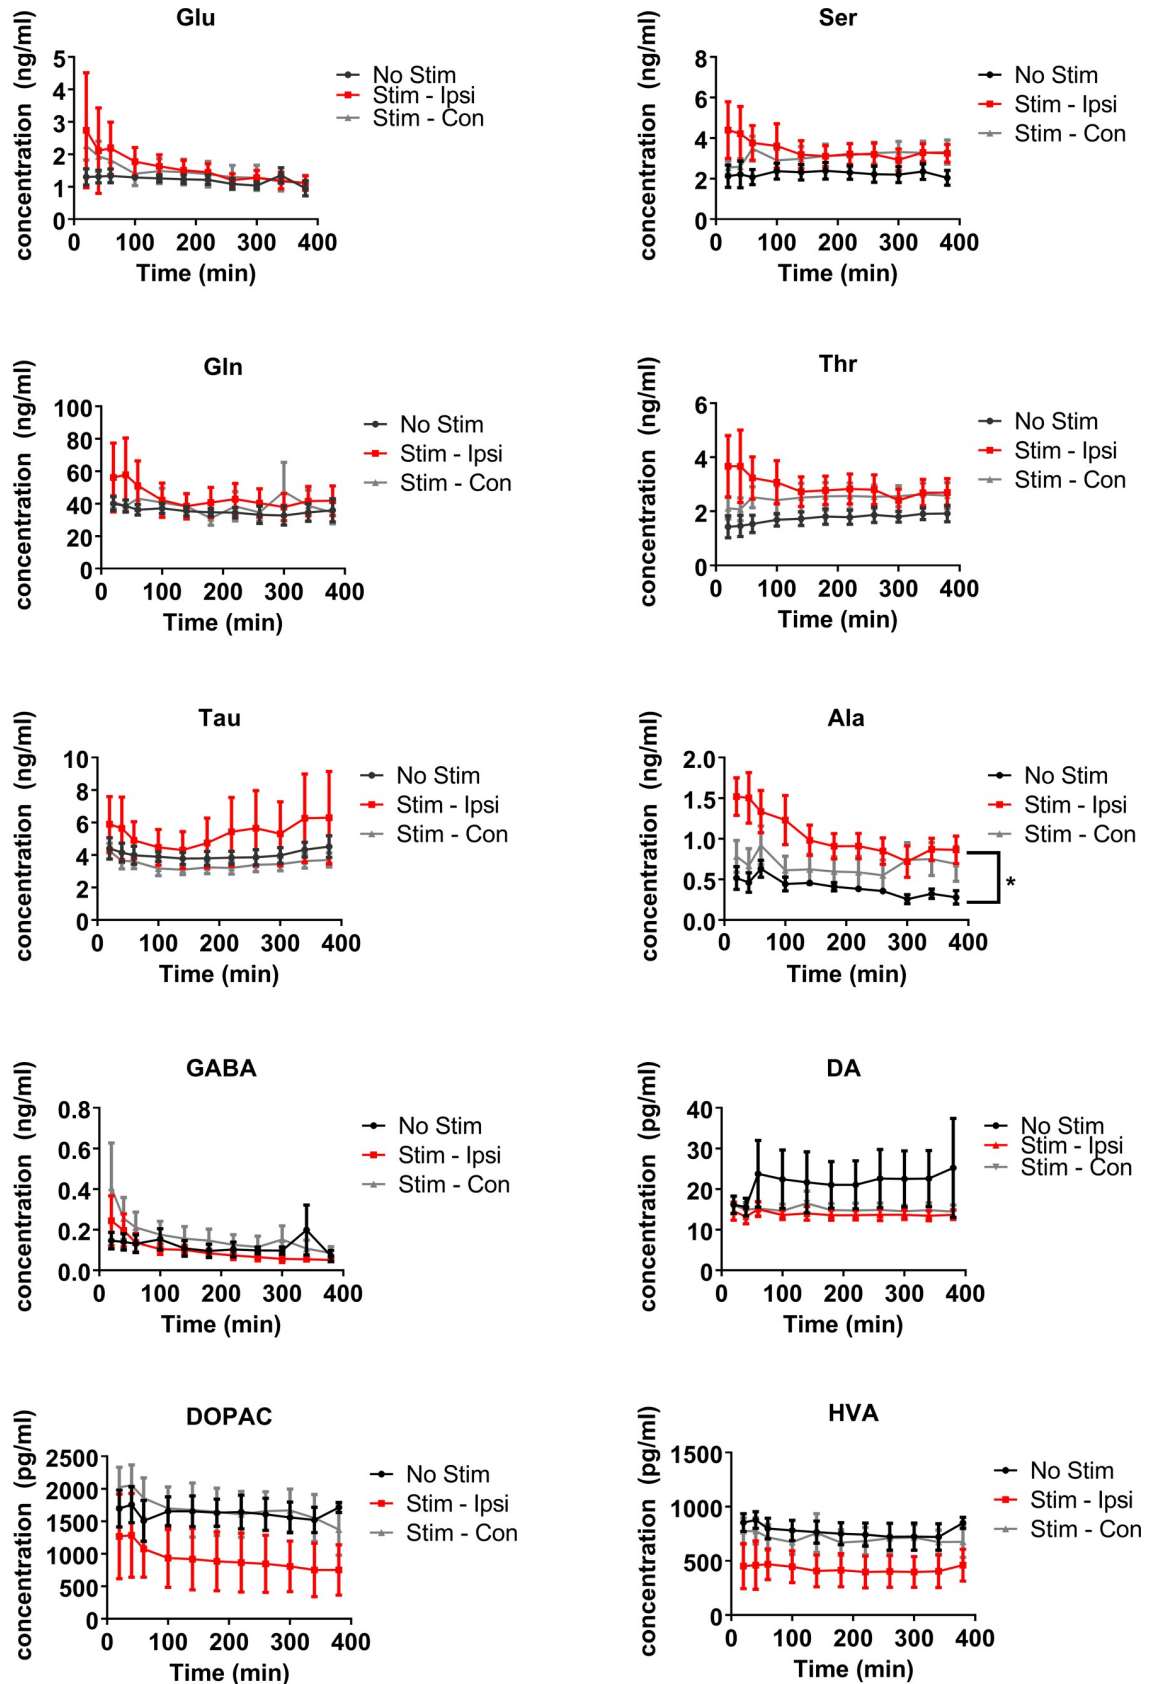 Glu
concentration (ng/ml)
5
4
3
2
1
0
0 100 200 300 400
Time (min)
No Stim
Stim - Ipsi
Stim - Con
Ser
concentration (ng/ml)
8
6
4
2
0
0 100 200 300 400
Time (min)
No Stim
Stim - Ipsi
Stim - Con
Gln
concentration (ng/ml)
100
80
60
40
20
0
0 100 200 300 400
Time (min)
No Stim
Stim - Ipsi
Stim - Con
Thr
concentration (ng/ml)
6
4
2
0
0 100 200 300 400
Time (min)
No Stim
Stim - Ipsi
Stim - Con
Tau
concentration (ng/ml)
10
8
6
4
2
0
0 100 200 300 400
Time (min)
No Stim
Stim - Ipsi
Stim - Con
Ala
concentration (ng/ml)
2.0
1.5
1.0
0.5
0.0
0 100 200 300 400
Time (min)
No Stim
Stim - Ipsi
Stim - Con
*
GABA
concentration (ng/ml)
0.8
0.6
0.4
0.2
0.0
0 100 200 300 400
Time (min)
No Stim
Stim - Ipsi
Stim - Con
DA
concentration (pg/ml)
40
30
20
10
0
0 100 200 300 400
Time (min)
No Stim
Stim - Ipsi
Stim - Con
DOPAC
concentration (pg/ml)
2500
2000
1500
1000
500
0
0 100 200 300 400
Time (min)
No Stim
Stim - Ipsi
Stim - Con
HVA
concentration (pg/ml)
1500
1000
500
0
0 100 200 300 400
Time (min)
No Stim
Stim - Ipsi
Stim - Con